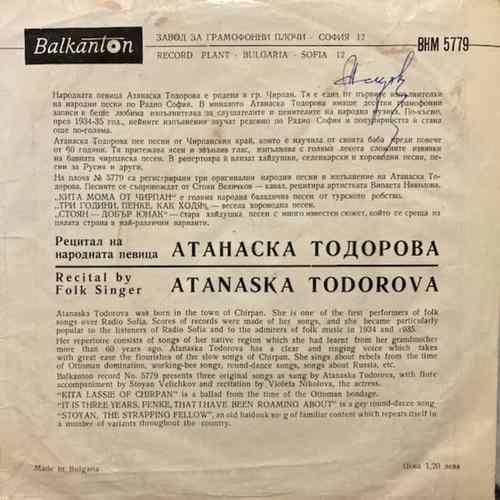 Balkanton
ЗАВОД ЗА ГРАМОФОННИ ПЛОЧИ - СОФИЯ 12
RECORD PLANT - BULGARIA - SOFIA 12
ВНМ 5779
Народната певица Атанаска Тодорова е родена в гр. Чирпан. Тя е един от първите изпълнители
на народни песни по Радио София. В миналото Атанаска Тодорова имаше десетки грамофонни
записи и беше любима изпълнителка на слушателите и ценителите на народна музика. По-късно,
през 1934-35 год., нейните изпълнения звучат редовно по Радио София и популярността ѝ става
още по-голяма.
Атанаска Тодорова пее песни от Чирпанския край, които е научила от своята баба преди повече
от 60 години. Тя притежава ясен и звънлив глас, изпълнява с голяма лекота сложните извивки
на бавните чирпански песни. В репертоара ѝ влизат хайдушки, седенкарски и хороводни песни, пе-
сни за Русия и други.
На плоча № 5779 са регистрирани три оригинални народни песни в изпълнение на Атанаска То-
дорова. Песните се съпровождат от Стоян Величков — кавал, рецитира артистката Виолета Николова.
„КИТА МОМА ОТ ЧИРПАН" е народна баладична песен от турското робство.
„ТРИ ГОДИНИ, ПЕНКЕ, КАК ХОДЯ" — весела хороводна песен.
„СТОЯН — ДОБЪР ЮНАК" — стара хайдушка песен с много известен сюжет, който се среща из
цялата страна в най-различни варианти.
Рецитал на
народната певица АТАНАСКА ТОДОРОВА
Recital by
Folk Singer ATANASKA TODOROVA
Atanaska Todorova was born in the town of Chirpan. She is one of the first performers of folk
songs over Radio Sofia. Scores of records were made of her songs, and she became particularly
popular to the listeners of Radio Sofia and to the admirers of folk music in 1934 and 1935.
Her repertoire consists of songs of her native region which she had learnt from her grandmother
more than 60 years ago. Atanaska Todorova has a clear and ringing voice which takes
with great ease the flourishes of the slow songs of Chirpan. She sings about rebels from the time
of Ottoman domination, working-bee songs, round-dance songs, songs about Russia, etc.
Balkanton record No. 5779 presents three original songs as sung by Atanaska Todorova, with flute
accompaniment by Stoyan Velichkov and recitation by Violeta Nikolova, the actress.
"KITA LASSIE OF CHIRPAN" is a ballad from the time of the Ottoman bondage.
"IT IS THREE YEARS, PENKE, THAT I HAVE BEEN ROAMING ABOUT" is a gay round-dance song.
"STOYAN, THE STRAPPING FELLOW", an old haidouk song of familiar content which repeats itself in
a number of variants throughout the country.
Made in Bulgaria
Цена 1,20 лева